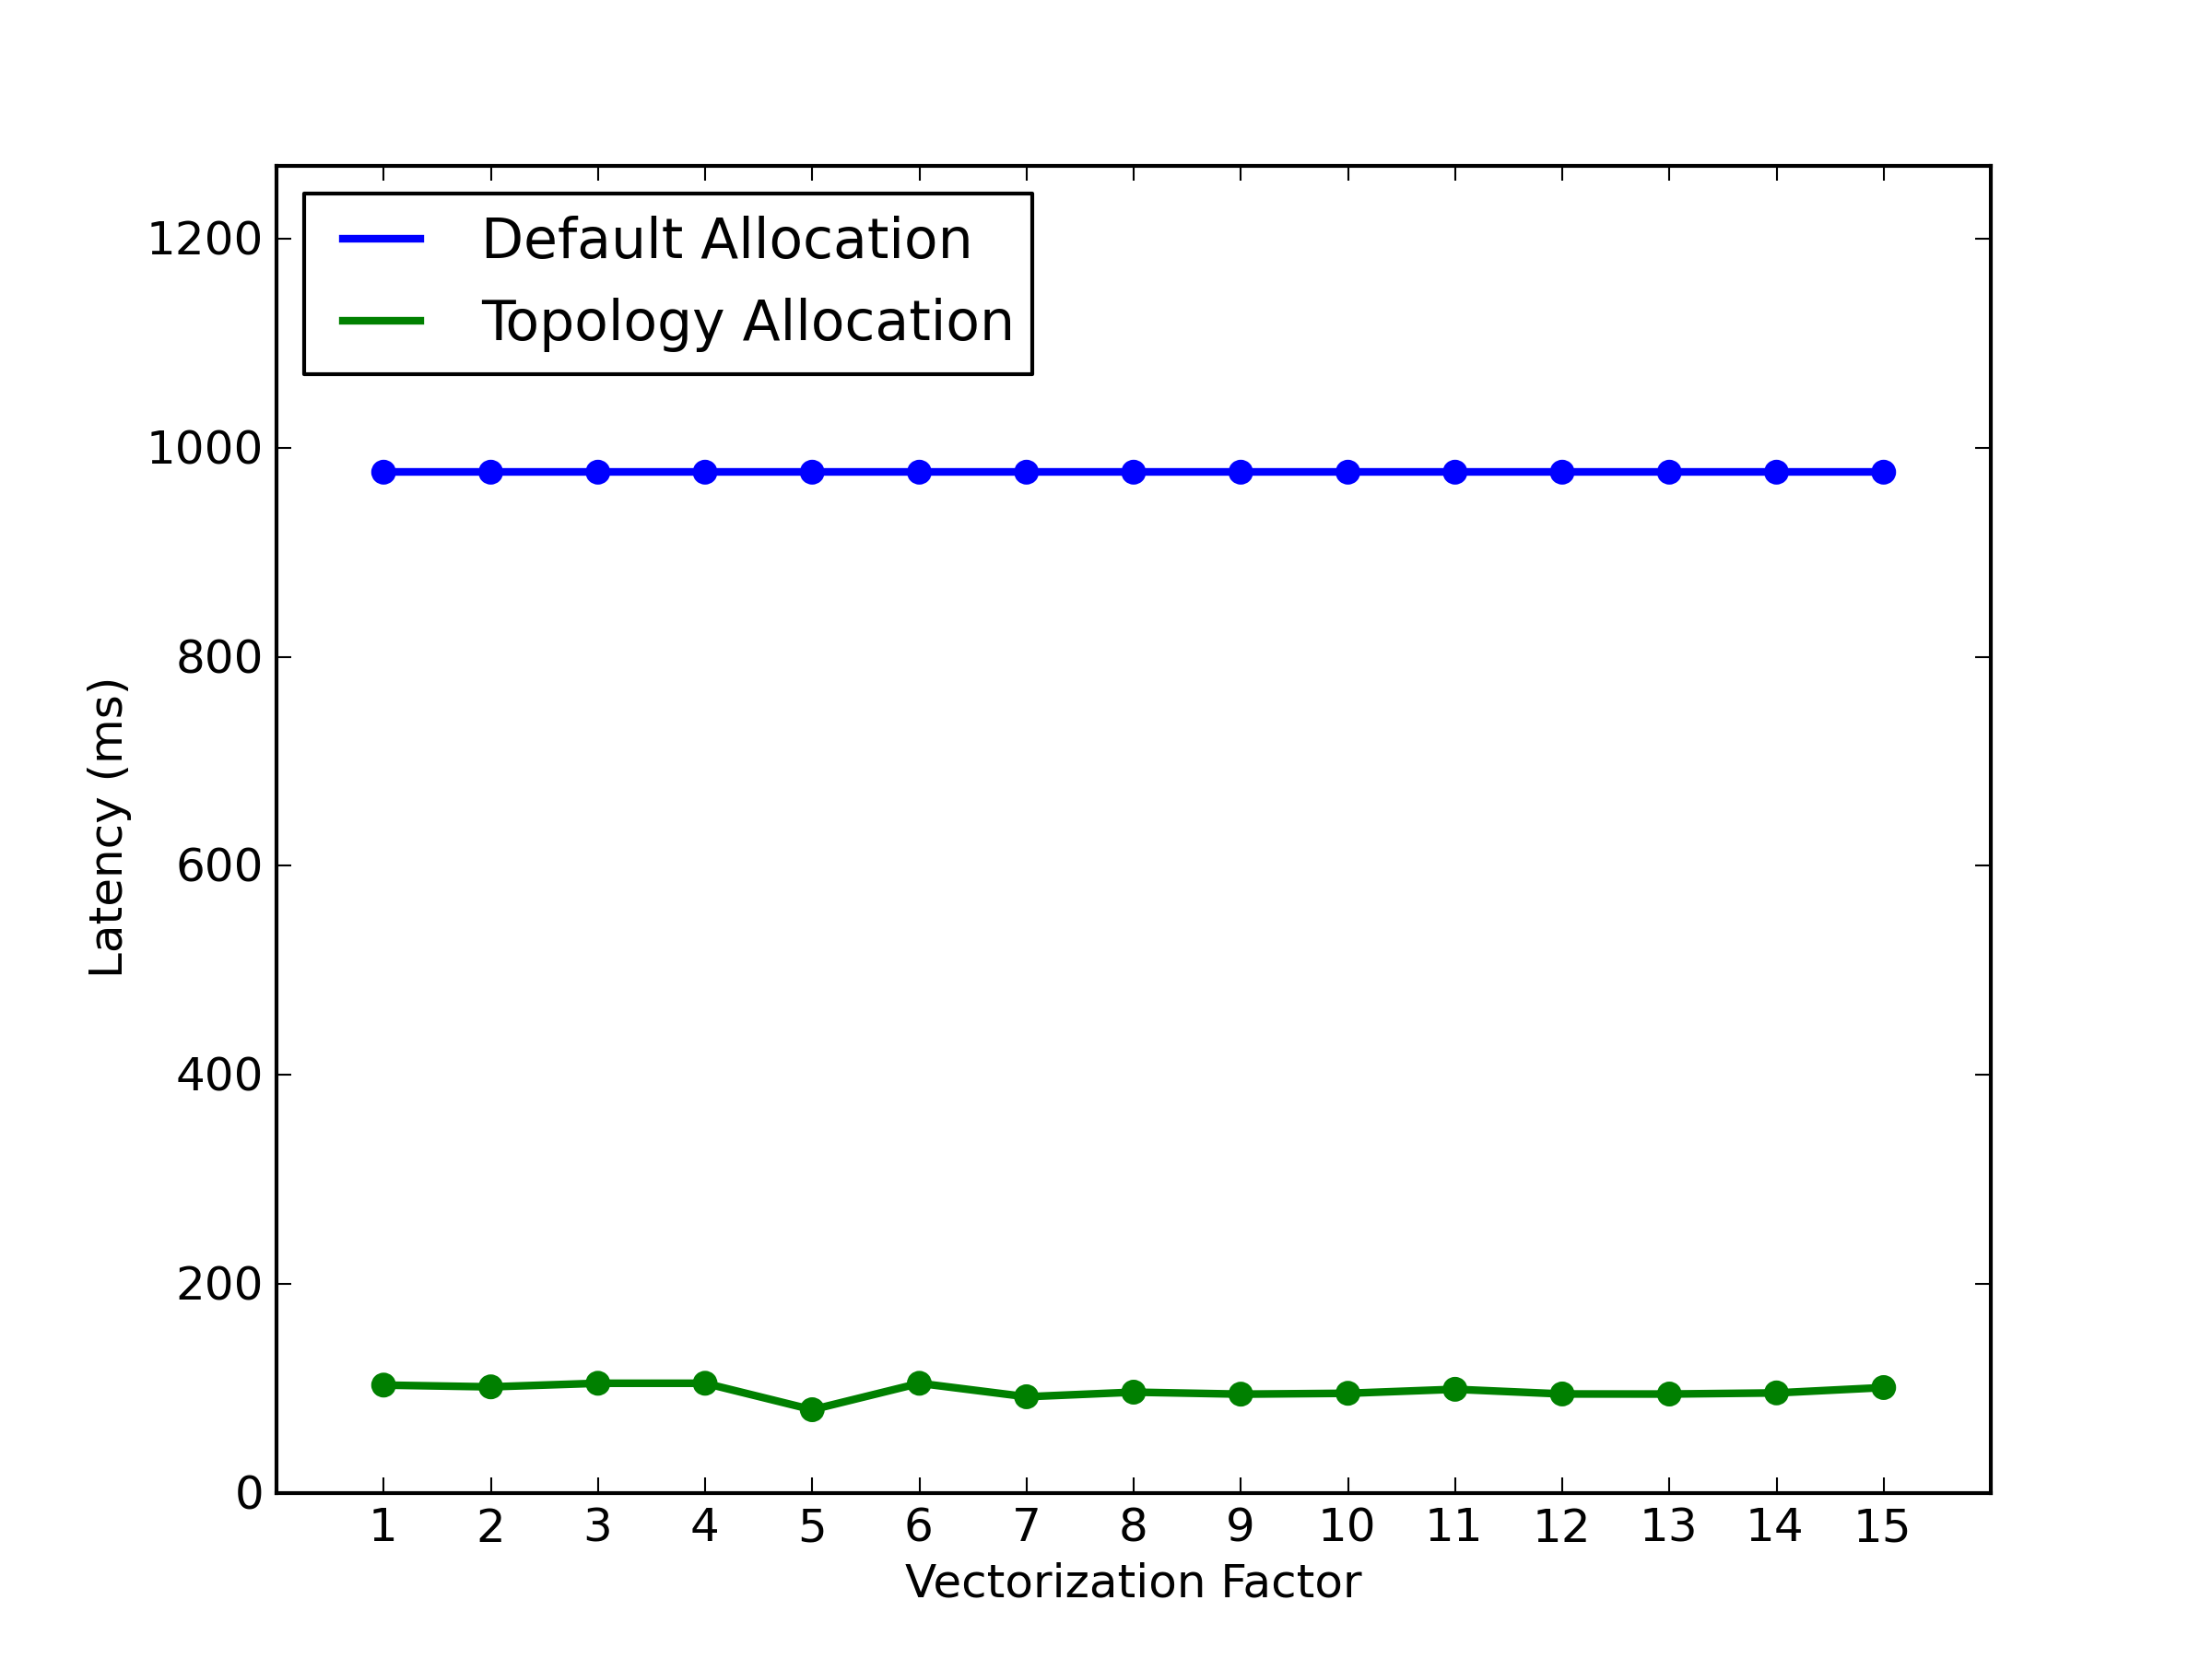 Default Allocation
Topology Allocation
1200
1000
800
600
400
200
0
Latency (ms)
1 2 3 4 5 6 7 8 9 10 11 12 13 14 15
Vectorization Factor